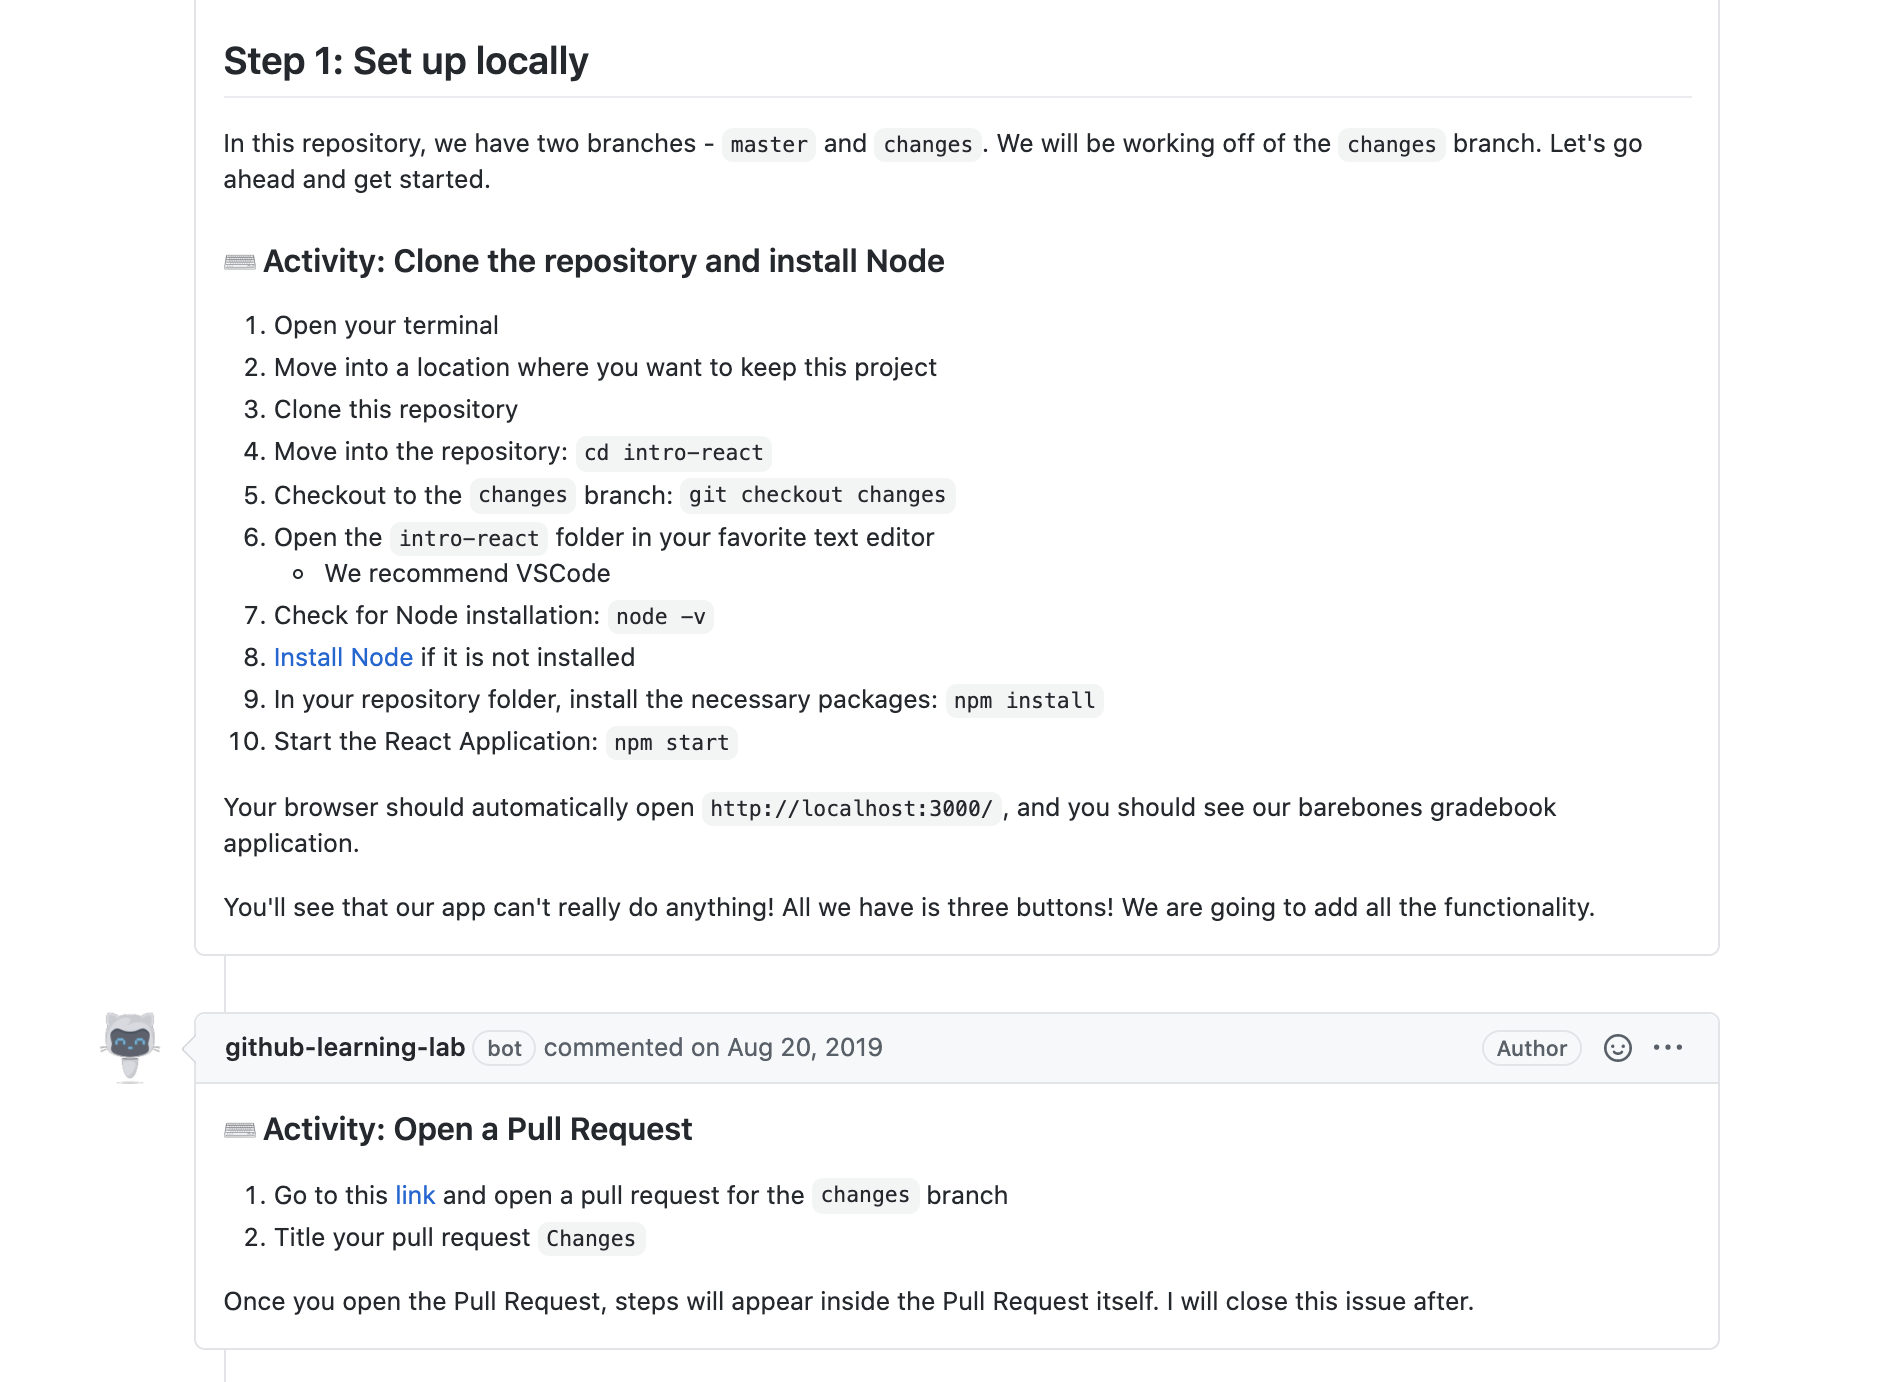 Step 1: Set up locally
In this repository, we have two branches - master and changes. We will be working off of the changes branch. Let's go
ahead and get started.
Activity: Clone the repository and install Node
1. Open your terminal
2. Move into a location where you want to keep this project
3. Clone this repository
4. Move into the repository: cd intro-react
5. Checkout to the changes branch: git checkout changes
6. Open the intro-react folder in your favorite text editor
We recommend VSCode
7. Check for Node installation: node -v
8. Install Node if it is not installed
9. In your repository folder, install the necessary packages: npm install
10. Start the React Application: npm start
Your browser should automatically open http://localhost:3000/, and you should see our barebones gradebook
application.
You'll see that our app can't really do anything! All we have is three buttons! We are going to add all the functionality.
github-learning-lab bot commented on Aug 20, 2019 Author
Activity: Open a Pull Request
1. Go to this link and open a pull request for the changes branch
2. Title your pull request Changes
Once you open the Pull Request, steps will appear inside the Pull Request itself. I will close this issue after.